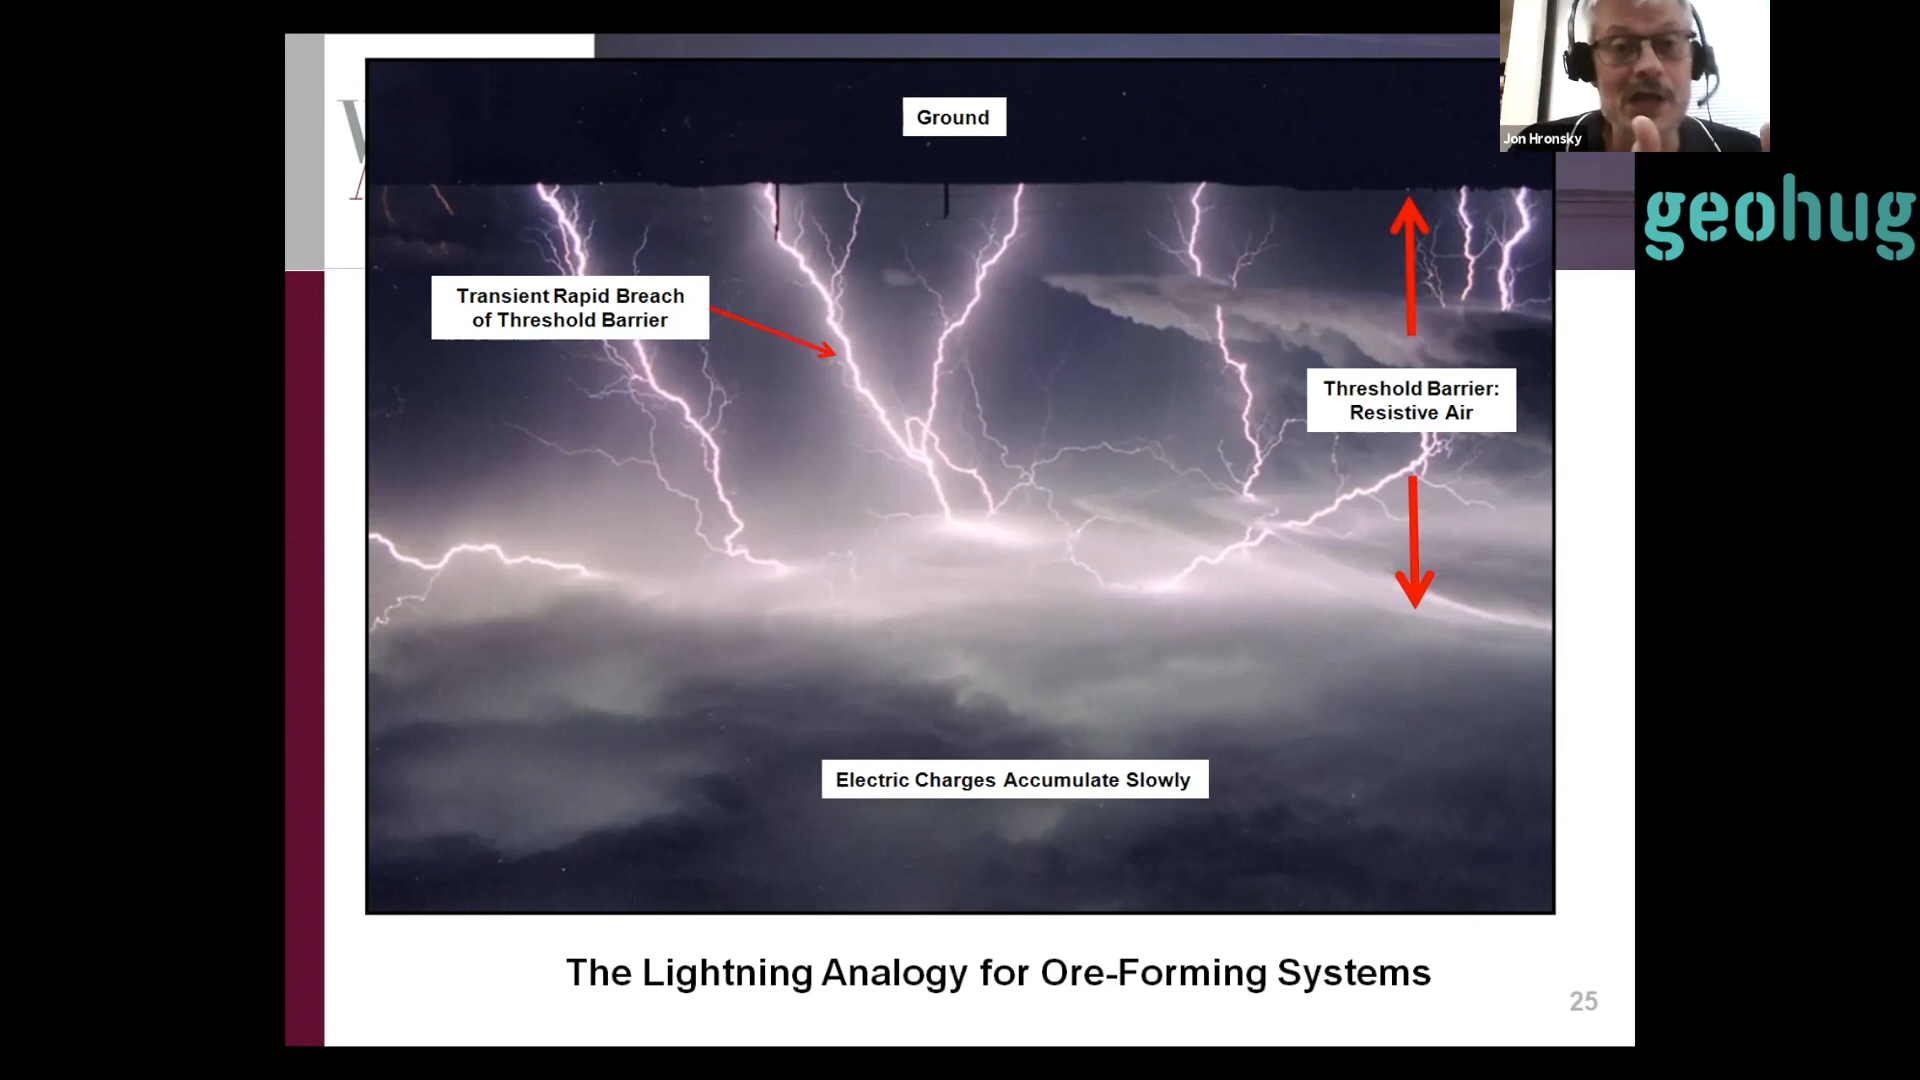 Ground
Jon Hronsky
geohug
Transient Rapid Breach
of Threshold Barrier
Threshold Barrier:
Resistive Air
Electric Charges Accumulate Slowly
The Lightning Analogy for Ore-Forming Systems
25